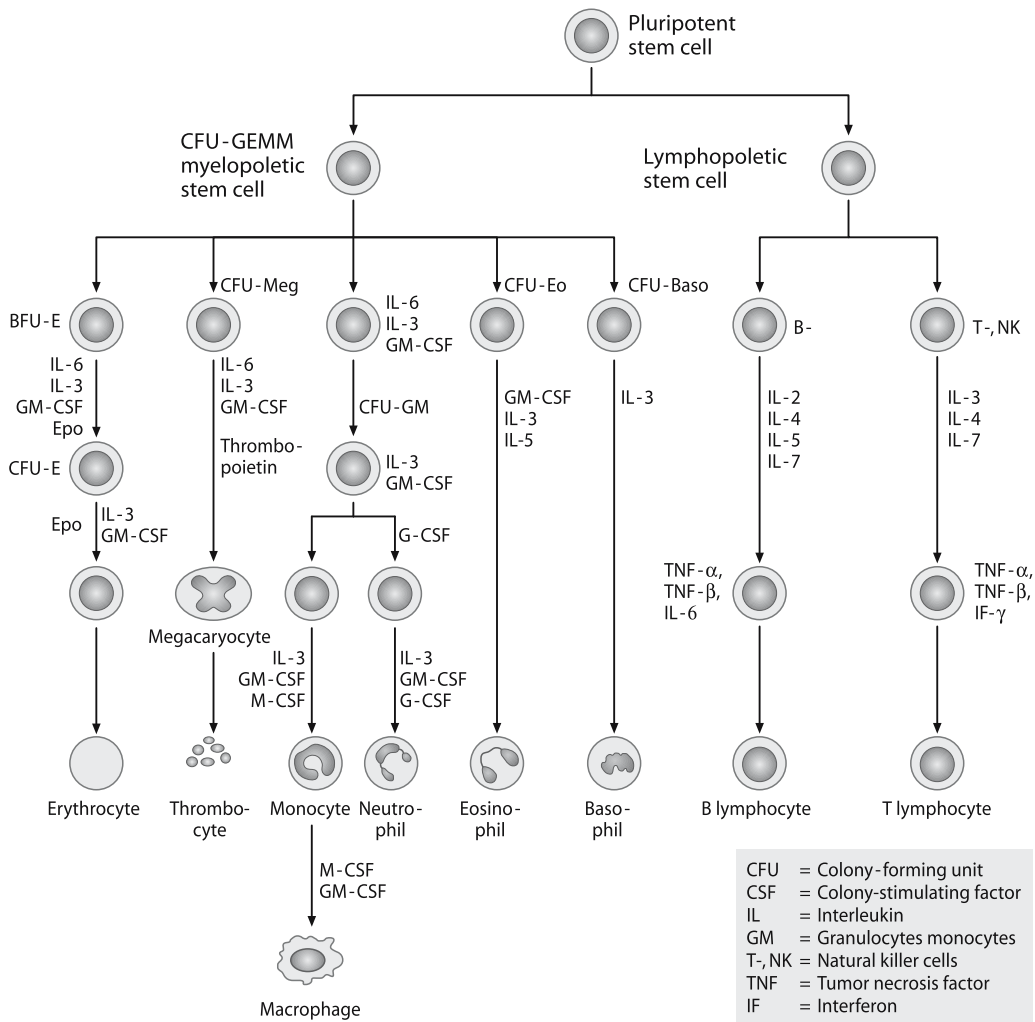 Pluripotent
stem cell
CFU-GEMM
myelopoletic
stem cell
Lymphopoletic
stem cell
BFU-E
CFU-Meg
IL-6
IL-3
GM-CSF
CFU-Eo
CFU-Baso
B-
T-, NK
IL-6
IL-3
GM-CSF
Epo
IL-6
IL-3
GM-CSF
Thrombo-
poietin
CFU-GM
GM-CSF
IL-3
IL-5
IL-3
IL-2
IL-4
IL-5
IL-7
IL-3
IL-4
IL-7
CFU-E
IL-3
GM-CSF
Epo
IL-3
GM-CSF
G-CSF
TNF-α,
TNF-β,
IL-6
TNF-α,
TNF-β,
IF-γ
Megacaryocyte
IL-3
GM-CSF
M-CSF
IL-3
GM-CSF
G-CSF
Erythrocyte
Thrombo-
cyte
Monocyte
Neutro-
phil
Eosino-
phil
Baso-
phil
B lymphocyte
T lymphocyte
M-CSF
GM-CSF
Macrophage
CFU = Colony-forming unit
CSF = Colony-stimulating factor
IL = Interleukin
GM = Granulocytes monocytes
T-, NK = Natural killer cells
TNF = Tumor necrosis factor
IF = Interferon